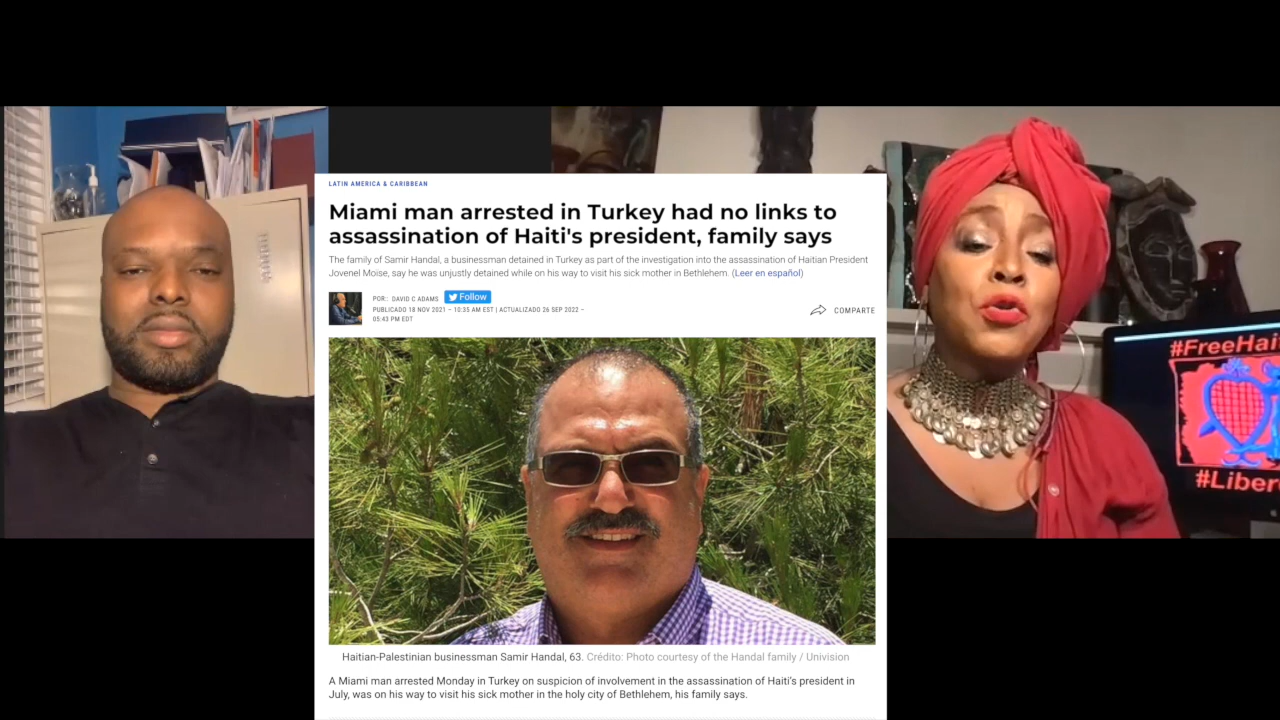 LATIN AMERICA & CARIBBEAN
Miami man arrested in Turkey had no links to
assassination of Haiti's president, family says
The family of Samir Handal, a businessman detained in Turkey as part of the investigation into the assassination of Haitian President
Jovenel Moise, say he was unjustly detained while on his way to visit his sick mother in Bethlehem. (Leer en español)
POR: DAVID C ADAMS Follow
PUBLICADO 18 NOV 2021 – 10:35 AM EST | ACTUALIZADO 26 SEP 2022 –
05:43 PM EDT
COMPARTE
#FreeHai
#Liber
Haitian-Palestinian businessman Samir Handal, 63. Crédito: Photo courtesy of the Handal family / Univision
A Miami man arrested Monday in Turkey on suspicion of involvement in the assassination of Haiti's president in
July, was on his way to visit his sick mother in the holy city of Bethlehem, his family says.